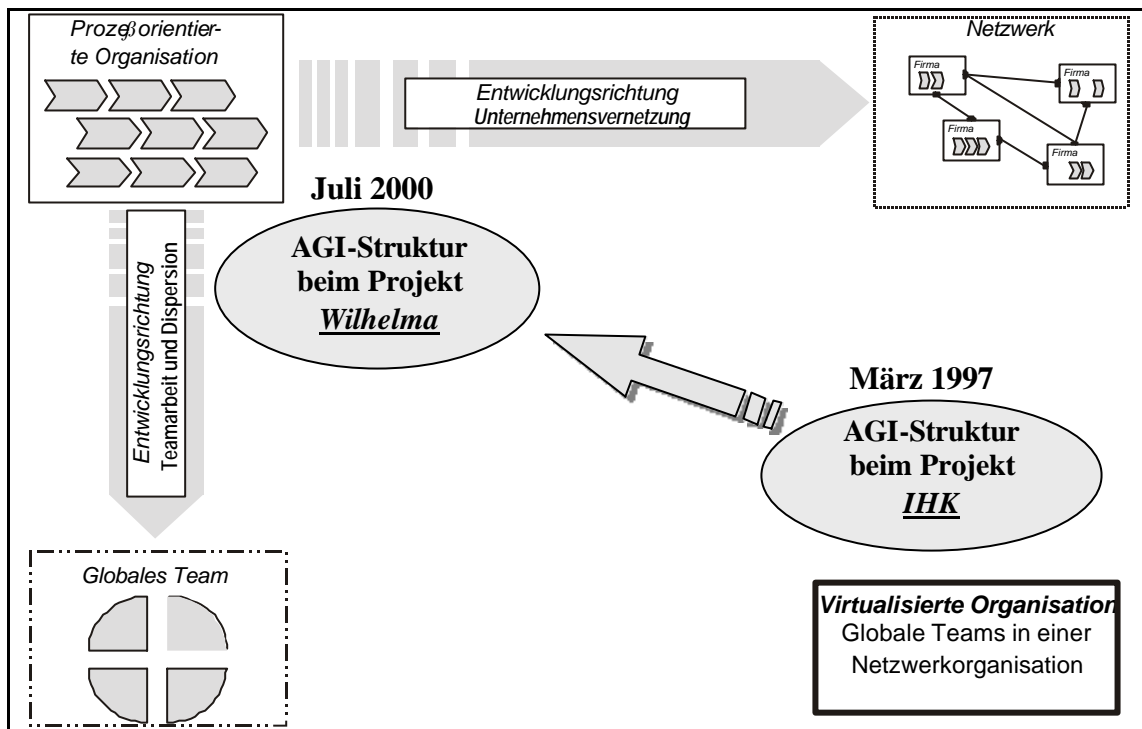 Prozeßorientier-
te Organisation
Entwicklungsrichtung
Unternehmensvernetzung
Netzwerk
Firma
Firma
Firma
Firma
Entwicklungsrichtung
Teamarbeit und Dispersion
Juli 2000
AGI-Struktur
beim Projekt
Wilhelma
März 1997
AGI-Struktur
beim Projekt
IHK
Globales Team
Virtualisierte Organisation
Globale Teams in einer
Netzwerkorganisation